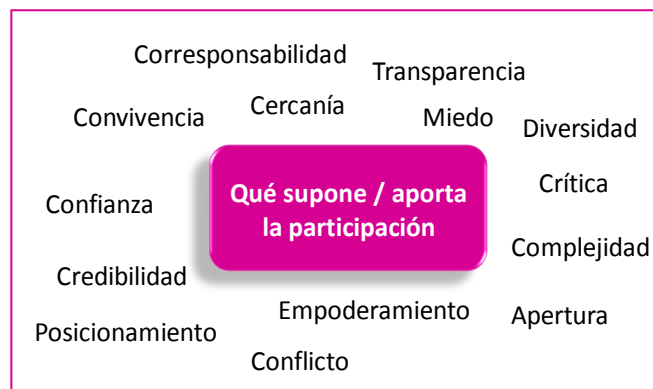 Corresponsabilidad
Transparencia
Convivencia
Cercanía
Miedo
Diversidad
Qué supone / aporta
la participación
Crítica
Confianza
Complejidad
Credibilidad
Empoderamiento
Apertura
Posicionamiento
Conflicto